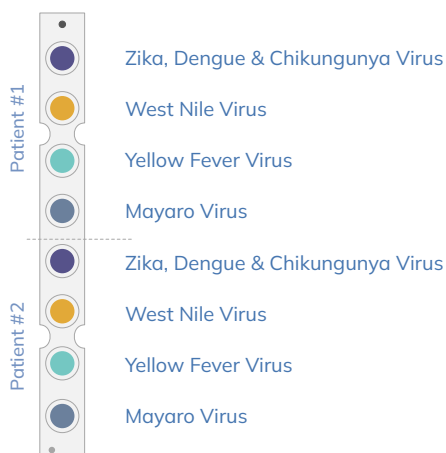 Patient #1
Zika, Dengue & Chikungunya Virus
West Nile Virus
Yellow Fever Virus
Mayaro Virus
Patient #2
Zika, Dengue & Chikungunya Virus
West Nile Virus
Yellow Fever Virus
Mayaro Virus